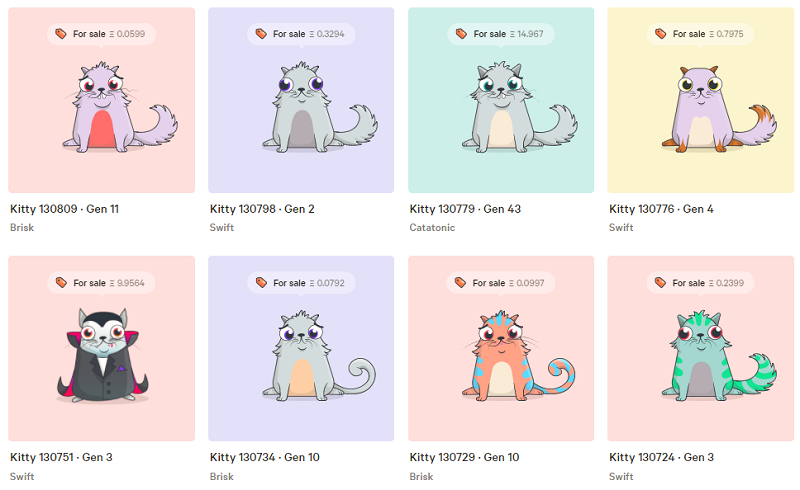 For sale Ξ 0.0599
For sale Ξ 0.3294
For sale Ξ 14.967
For sale Ξ 0.7975
Kitty 130809 · Gen 11
Kitty 130798 · Gen 2
Kitty 130779 · Gen 43
Kitty 130776 · Gen 4
Brisk
Swift
Catatonic
Swift
For sale Ξ 9.9564
For sale Ξ 0.0792
For sale Ξ 0.0997
For sale Ξ 0.2399
Kitty 130751 · Gen 3
Kitty 130734 · Gen 10
Kitty 130729 · Gen 10
Kitty 130724 · Gen 3
Swift
Brisk
Brisk
Swift